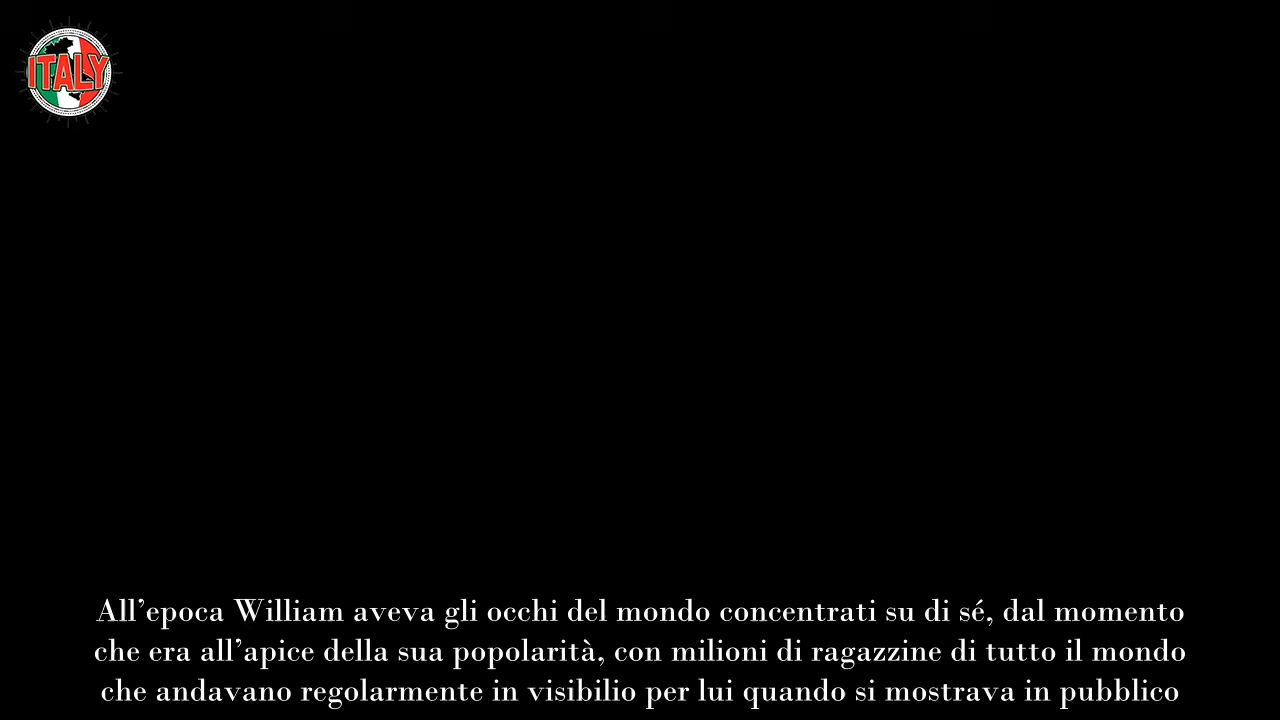 ITALY
All’epoca William aveva gli occhi del mondo concentrati su di sé, dal momento
che era all’apice della sua popolarità, con milioni di ragazzine di tutto il mondo
che andavano regolarmente in visibilio per lui quando si mostrava in pubblico